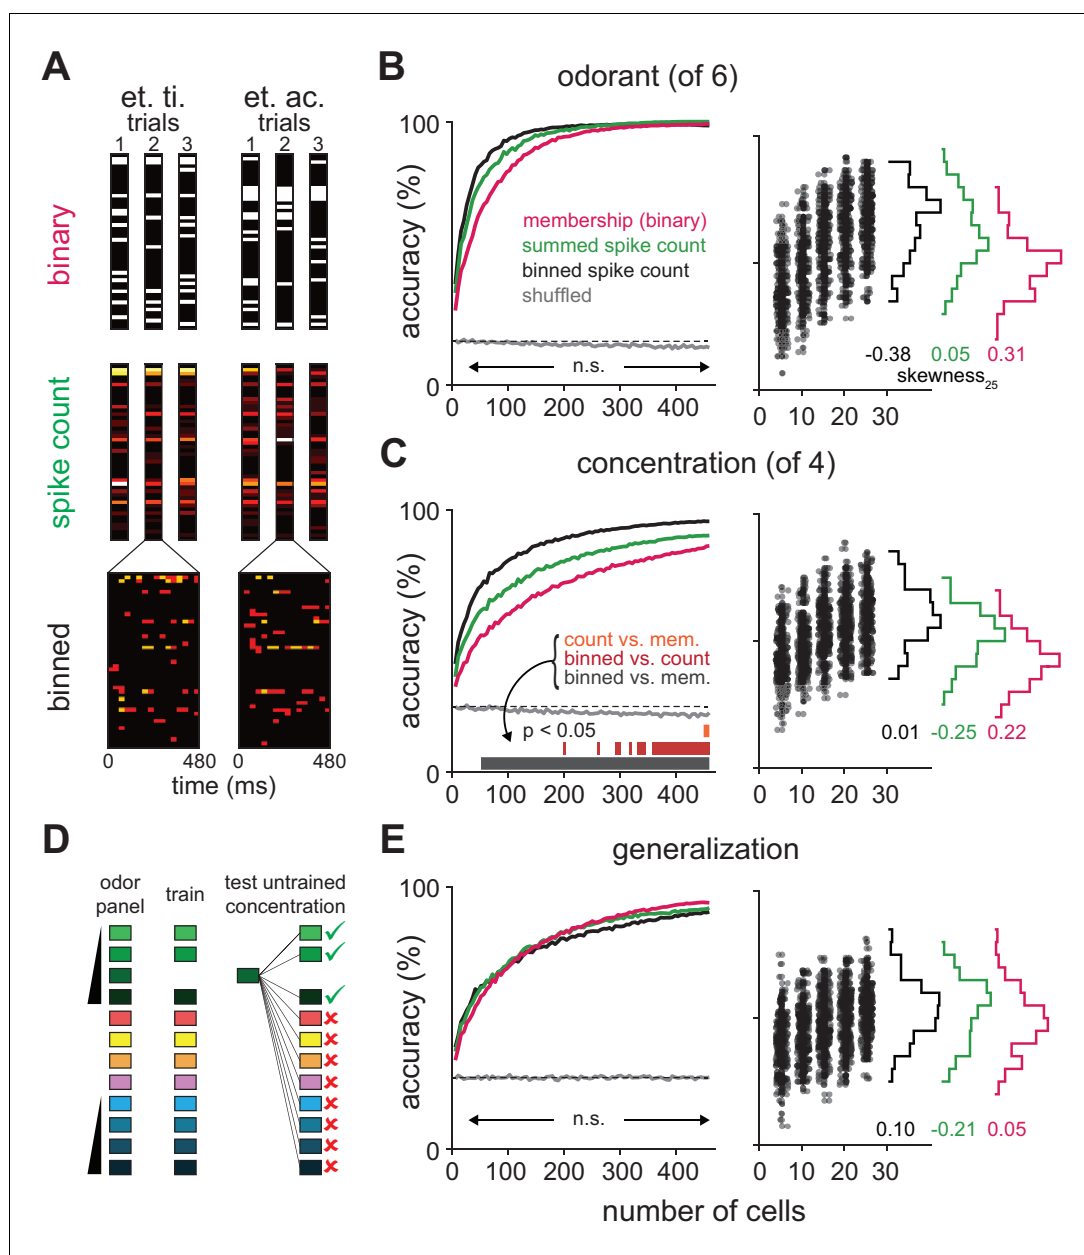 A
et. ti.
trials
1 2 3
et. ac.
trials
1 2 3
binary
spike count
binned
0 480
0 480
time (ms)
B
odorant (of 6)
accuracy (%)
100
0
membership (binary)
summed spike count
binned spike count
shuffled
n.s.
0 100 200 300 400
-0.38 0.05 0.31
skewness25
0 10 20 30
C
concentration (of 4)
accuracy (%)
100
0
count vs. mem.
binned vs. count
binned vs. mem.
p < 0.05
0 100 200 300 400
0.01 -0.25 0.22
0 10 20 30
D
odor
panel
train
test untrained
concentration
E
generalization
accuracy (%)
100
0
n.s.
0 100 200 300 400
0.10 -0.21 0.05
0 10 20 30
number of cells